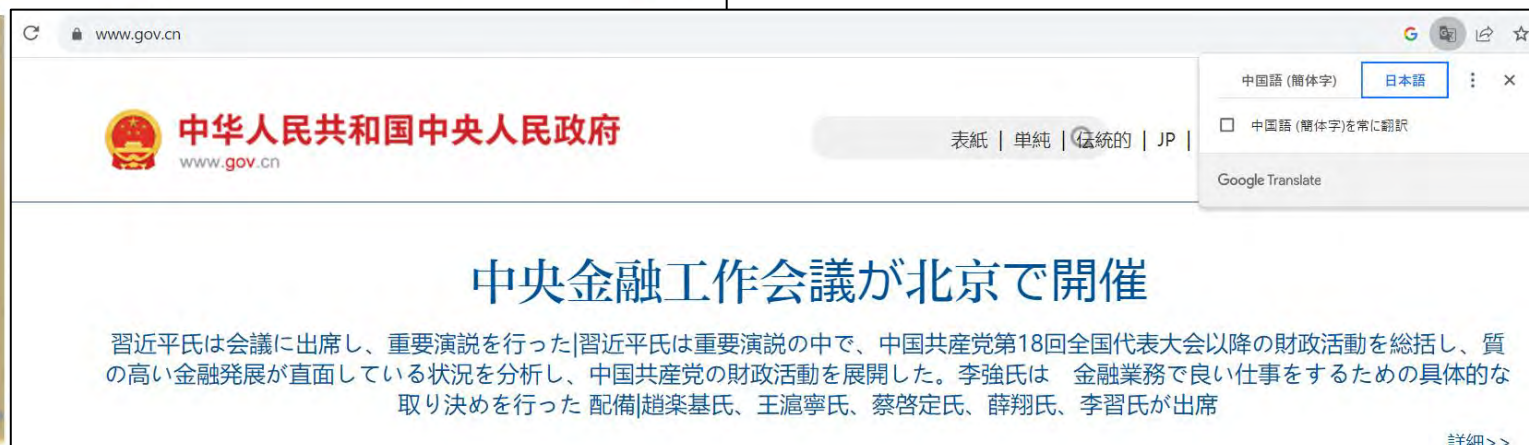 www.gov.cn
中国語 (簡体字) 日本語
中国語 (簡体字)を常に翻訳
Google Translate
中华人民共和国中央人民政府
www.gov.cn
表紙 | 単純 | 伝統的 | JP |
中央金融工作会議が北京で開催
習近平氏は会議に出席し、重要演説を行った|習近平氏は重要演説の中で、中国共産党第18回全国代表大会以降の財政活動を総括し、質
の高い金融発展が直面している状況を分析し、中国共産党の財政活動を展開した。李強氏は 金融業務で良い仕事をするための具体的な
取り決めを行った 配備|趙楽基氏、王滬寧氏、蔡啓定氏、薛翔氏、李習氏が出席
詳細>>